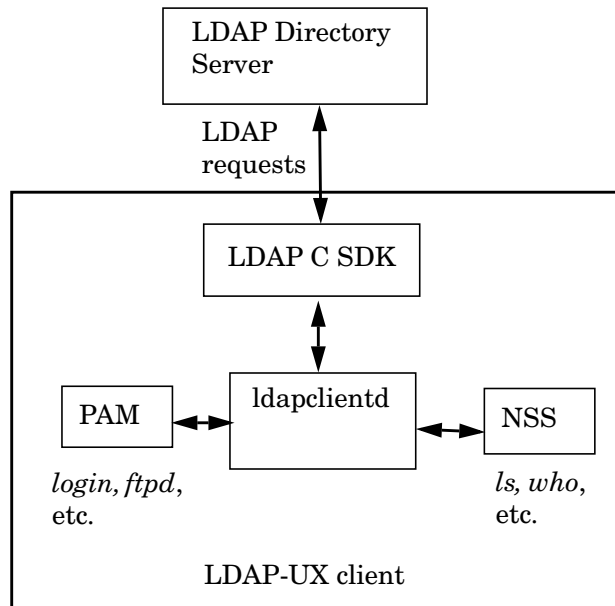 LDAP Directory
Server
LDAP
requests
LDAP C SDK
ldapclientd
PAM
NSS
login, ftpd,
etc.
ls, who,
etc.
LDAP-UX client